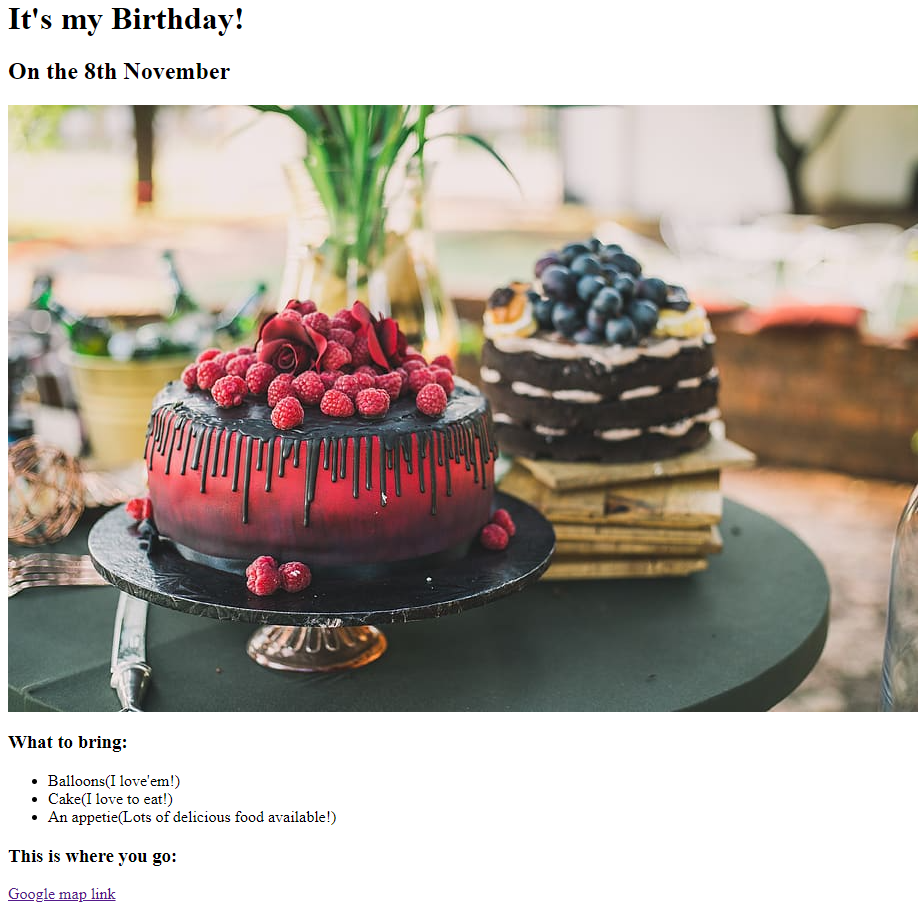 It's my Birthday!
On the 8th November
What to bring:
Balloons(I love'em!)
Cake(I love to eat!)
An appetie(Lots of delicious food available!)
This is where you go:
Google map link